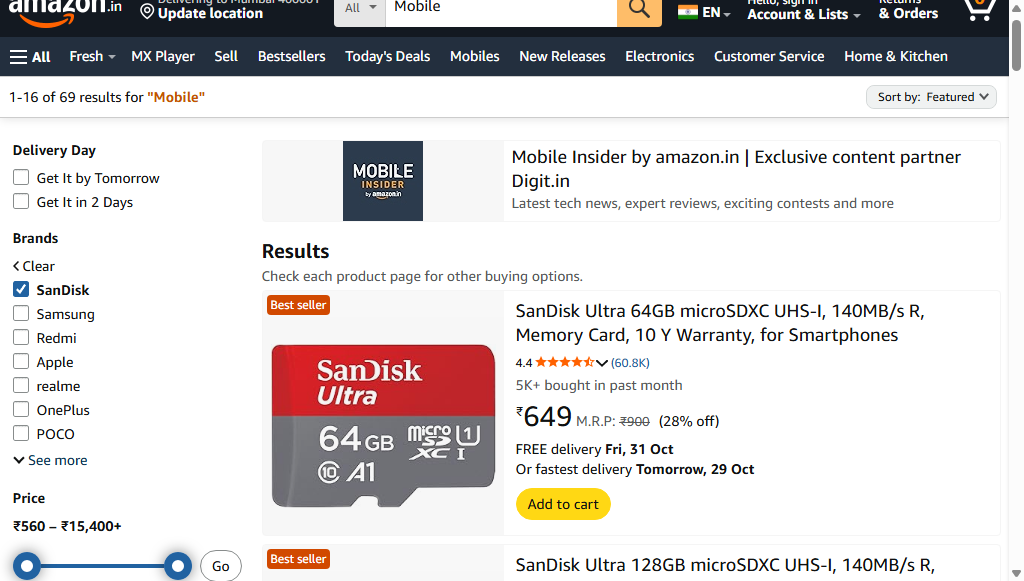 amazon.in
Delivering to Mumbai 400001
Update location
All
Mobile
EN
Hello, sign in
Account & Lists
Returns
& Orders
0
All
Fresh
MX Player
Sell
Bestsellers
Today's Deals
Mobiles
New Releases
Electronics
Customer Service
Home & Kitchen
1-16 of 69 results for "Mobile"
Sort by: Featured
Delivery Day
Get It by Tomorrow
Get It in 2 Days
Brands
Clear
SanDisk
Samsung
Redmi
Apple
realme
OnePlus
POCO
See more
Price
₹560 – ₹15,400+
Go
MOBILE
INSIDER
by amazon.in
Mobile Insider by amazon.in | Exclusive content partner
Digit.in
Latest tech news, expert reviews, exciting contests and more
Results
Check each product page for other buying options.
Best seller
SanDisk
Ultra
64GB microSD XC I U1
10 A1
SanDisk Ultra 64GB microSDXC UHS-I, 140MB/s R,
Memory Card, 10 Y Warranty, for Smartphones
4.4 (60.8K)
5K+ bought in past month
₹649 M.R.P: ₹900 (28% off)
FREE delivery Fri, 31 Oct
Or fastest delivery Tomorrow, 29 Oct
Add to cart
Best seller
SanDisk Ultra 128GB microSDXC UHS-I, 140MB/s R,